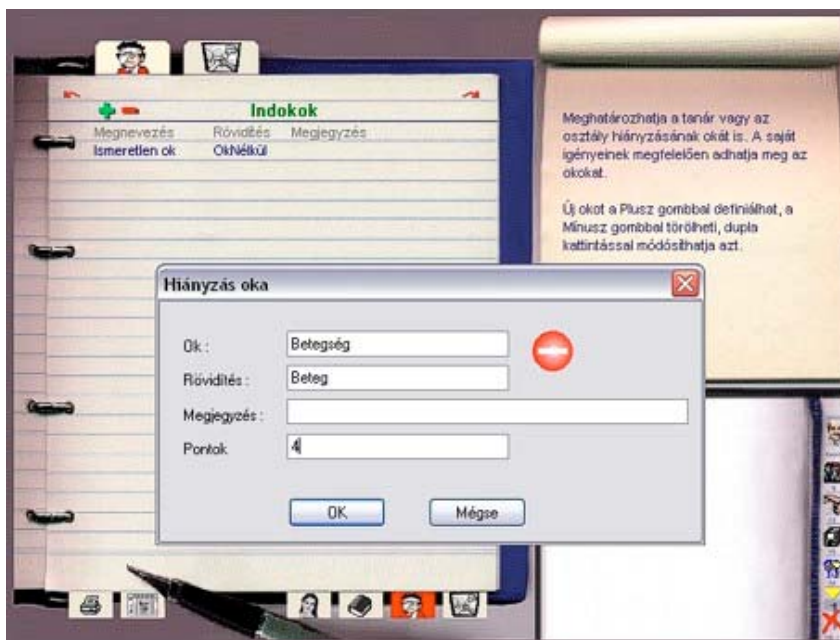 Indokok
Megnevezés Rövidítés Megjegyzés
Ismeretlen ok OkNélkül
Meghatározhatja a tanár vagy az
osztály hiányzásának okát is. A saját
igényeinek megfelelően adhatja meg az
okokat.
Új okot a Plusz gombbal definiálhat, a
Mínusz gombbal törölheti, dupla
kattintással módósíthatja azt.
Hiányzás oka
Ok :
Betegség
Rövidítés :
Beteg
Megjegyzés :
Pontok
4
OK Mégse